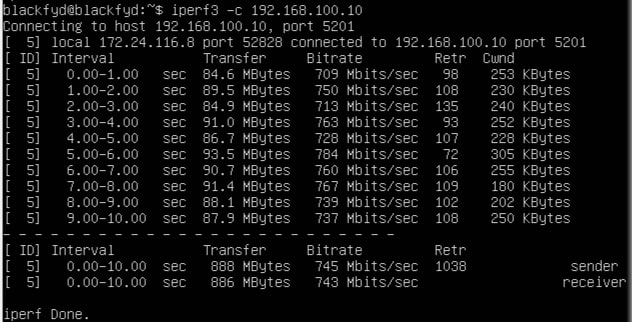 blackfyd@blackfyd:~$ iperf3 -c 192.168.100.10
Connecting to host 192.168.100.10, port 5201
[  5] local 172.24.116.8 port 52828 connected to 192.168.100.10 port 5201
[ ID] Interval           Transfer     Bitrate         Retr  Cwnd
[  5]   0.00-1.00   sec  84.6 MBytes   709 Mbits/sec   98    253 KBytes
[  5]   1.00-2.00   sec  89.5 MBytes   750 Mbits/sec  108    230 KBytes
[  5]   2.00-3.00   sec  84.9 MBytes   713 Mbits/sec  135    240 KBytes
[  5]   3.00-4.00   sec  91.0 MBytes   763 Mbits/sec   93    252 KBytes
[  5]   4.00-5.00   sec  86.7 MBytes   728 Mbits/sec  107    228 KBytes
[  5]   5.00-6.00   sec  93.5 MBytes   784 Mbits/sec   72    305 KBytes
[  5]   6.00-7.00   sec  90.7 MBytes   760 Mbits/sec  106    255 KBytes
[  5]   7.00-8.00   sec  91.4 MBytes   767 Mbits/sec  109    180 KBytes
[  5]   8.00-9.00   sec  88.1 MBytes   739 Mbits/sec  102    202 KBytes
[  5]   9.00-10.00  sec  87.9 MBytes   737 Mbits/sec  108    250 KBytes
- - - - - - - - - - - - - - - - - - - - - - - - -
[ ID] Interval           Transfer     Bitrate         Retr
[  5]   0.00-10.00  sec   888 MBytes   745 Mbits/sec  1038             sender
[  5]   0.00-10.00  sec   886 MBytes   743 Mbits/sec                  receiver
iperf Done.